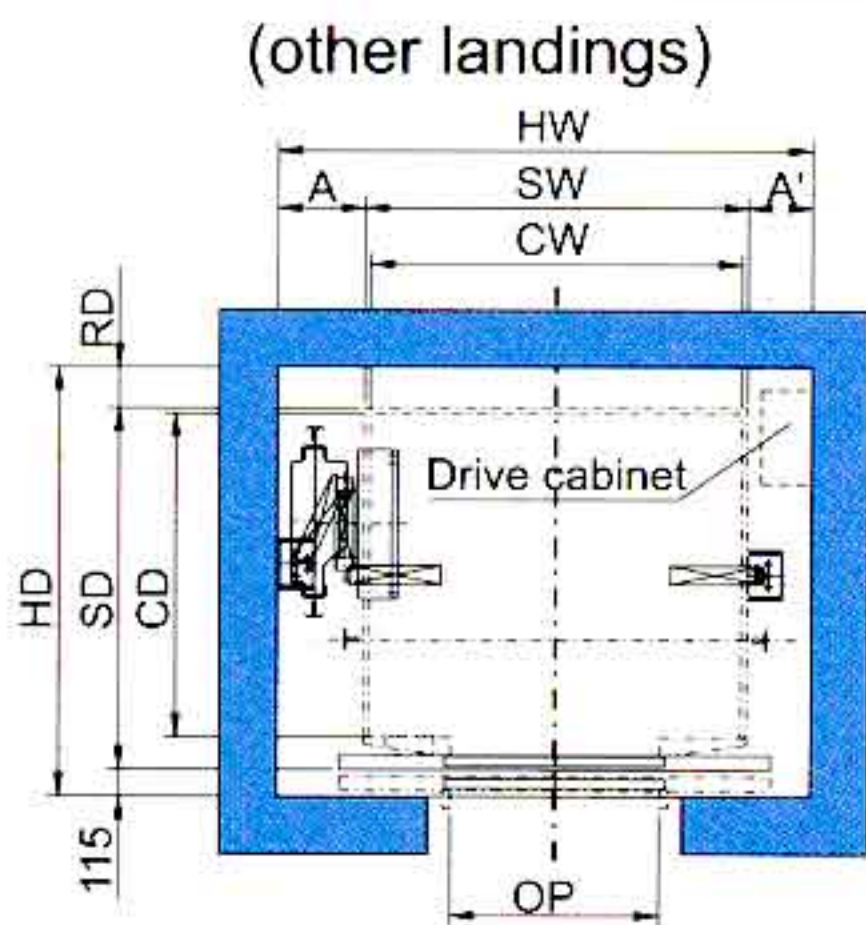 (other landings)
HW
A
SW
A'
CW
RD
Drive cabinet
HD
SD
CD
115
OP